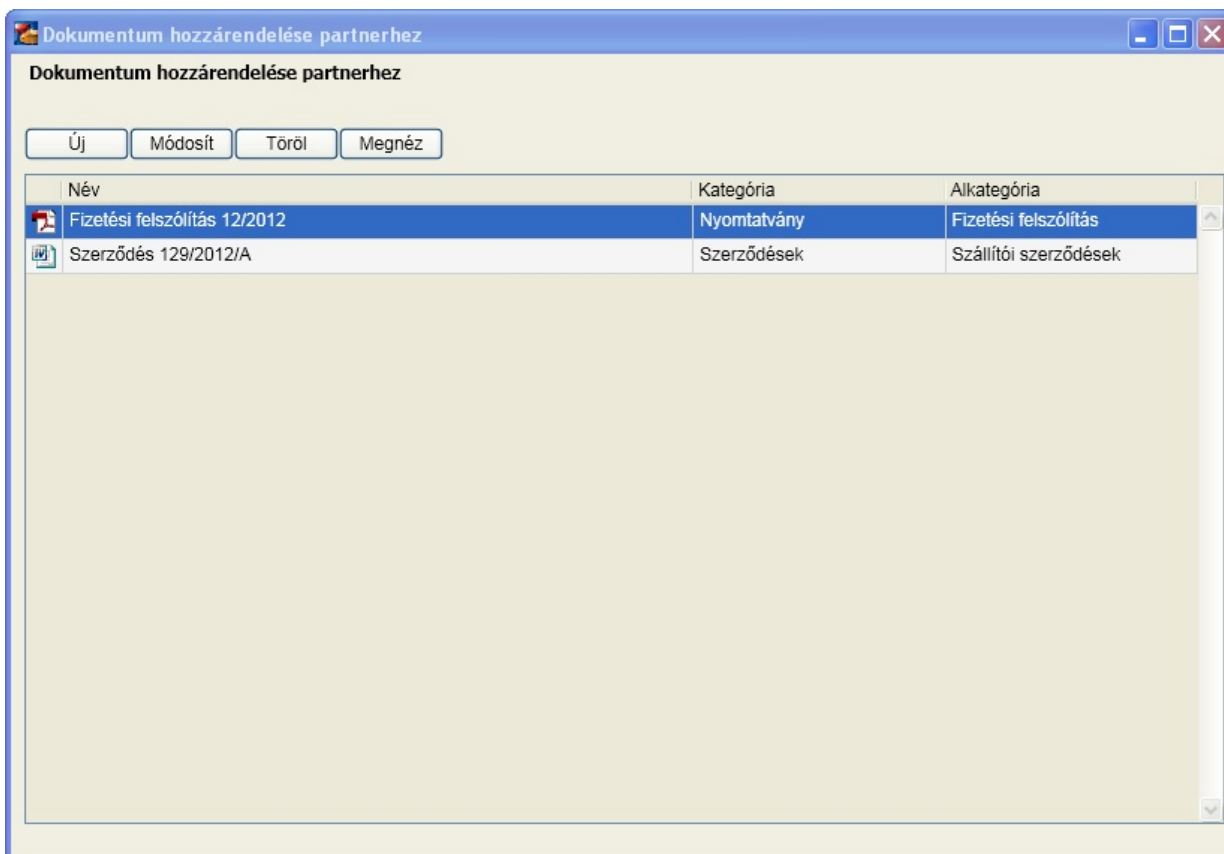 Dokumentum hozzárendelése partnerhez
Dokumentum hozzárendelése partnerhez
Új Módosít Töröl Megnéz
Név Kategória Alkategória
Fizetési felszólítás 12/2012 Nyomtatvány Fizetési felszólítás
Szerződés 129/2012/A Szerződések Szállítói szerződések